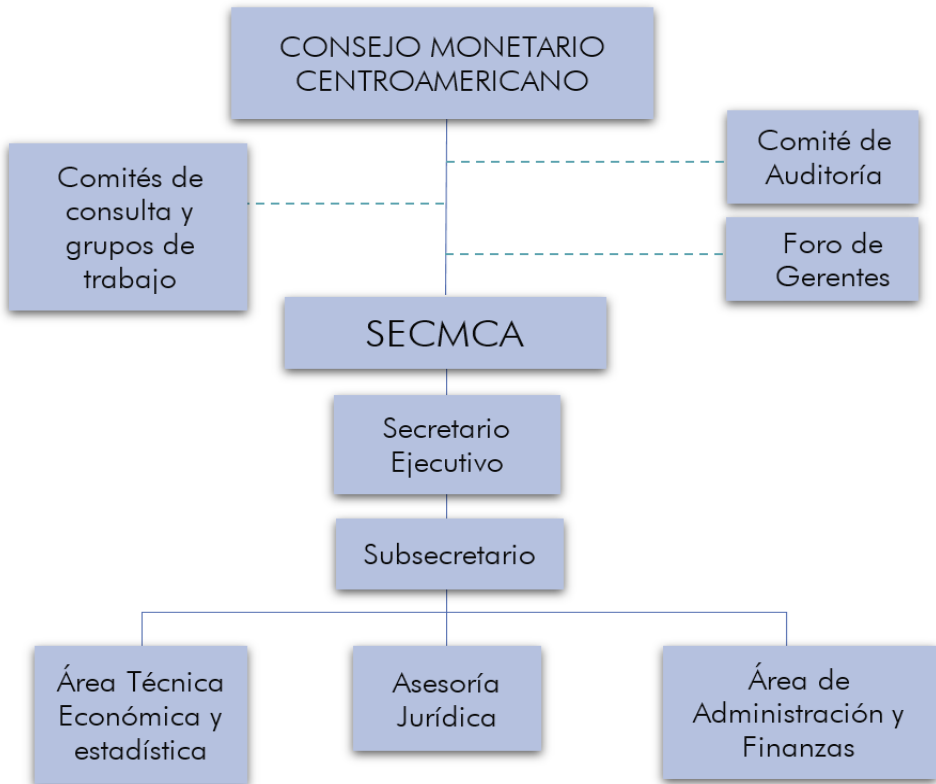 CONSEJO MONETARIO
CENTROAMERICANO
Comités de
consulta y
grupos de
trabajo
Comité de
Auditoría
Foro de
Gerentes
SECMCA
Secretario
Ejecutivo
Subsecretario
Área Técnica
Económica y
estadística
Asesoría
Jurídica
Área de
Administración y
Finanzas